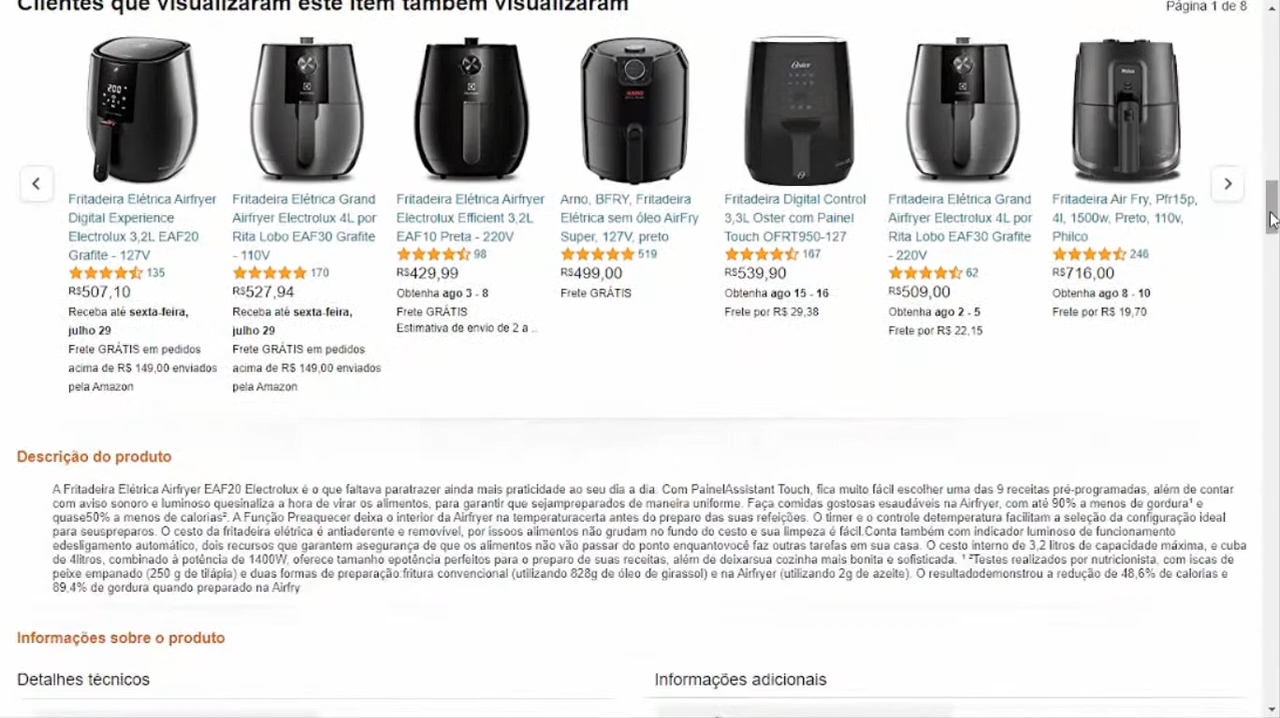 Clientes que visualizaram este item também visualizaram
Página 1 de 8
Fritadeira Elétrica Airfryer
Digital Experience
Electrolux 3,2L EAF20
Grafite - 127V
135
R$507,10
Receba até sexta-feira,
julho 29
Frete GRÁTIS em pedidos
acima de R$ 149,00 enviados
pela Amazon
Fritadeira Elétrica Grand
Airfryer Electrolux 4L por
Rita Lobo EAF30 Grafite
- 110V
170
R$527,94
Receba até sexta-feira,
julho 29
Frete GRÁTIS em pedidos
acima de R$ 149,00 enviados
pela Amazon
Fritadeira Elétrica Airfryer
Electrolux Efficient 3,2L
EAF10 Preta - 220V
98
R$429,99
Obtenha ago 3 - 8
Frete GRÁTIS
Estimativa de envio de 2 a ...
Arno, BFRY, Fritadeira
Elétrica sem óleo AirFry
Super, 127V, preto
519
R$499,00
Frete GRÁTIS
Oster
Fritadeira Digital Control
3,3L Oster com Painel
Touch OFRT950-127
167
R$539,90
Obtenha ago 15 - 16
Frete por R$ 29,38
Fritadeira Elétrica Grand
Airfryer Electrolux 4L por
Rita Lobo EAF30 Grafite
- 220V
62
R$509,00
Obtenha ago 2 - 5
Frete por R$ 22,15
Fritadeira Air Fry, Pfr15p,
4l, 1500w, Preto, 110v,
Philco
246
R$716,00
Obtenha ago 8 - 10
Frete por R$ 19,70
Descrição do produto
A Fritadeira Elétrica Airfryer EAF20 Electrolux é o que faltava paratrazer ainda mais praticidade ao seu dia a dia. Com PainelAssistant Touch, fica muito fácil escolher uma das 9 receitas pré-programadas, além de contar
com aviso sonoro e luminoso quesinaliza a hora de virar os alimentos, para garantir que sejampreparados de maneira uniforme. Faça comidas gostosas esaudáveis na Airfryer, com até 90% a menos de gordura¹ e
quase50% a menos de calorias². A Função Preaquecer deixa o interior da Airfryer na temperaturacerta antes do preparo das suas refeições. O timer e o controle detemperatura facilitam a seleção da configuração ideal
para seuspreparos. O cesto da fritadeira elétrica é antiaderente e removível, por issoos alimentos não grudam no fundo do cesto e sua limpeza é fácil.Conta também com indicador luminoso de funcionamento
edesligamento automático, dois recursos que garantem asegurança de que os alimentos não vão passar do ponto enquantovocê faz outras tarefas em sua casa. O cesto interno de 3,2 litros de capacidade máxima, e cuba
de 4litros, combinado à potência de 1400W, oferece tamanho epotência perfeitos para o preparo de suas receitas, além de deixarsua cozinha mais bonita e sofisticada. ¹ ²Testes realizados por nutricionista, com iscas de
peixe empanado (250 g de tilápia) e duas formas de preparação:fritura convencional (utilizando 828g de óleo de girassol) e na Airfryer (utilizando 2g de azeite). O resultadodemonstrou a redução de 48,6% de calorias e
89,4% de gordura quando preparado na Airfry
Informações sobre o produto
Detalhes técnicos
Informações adicionais